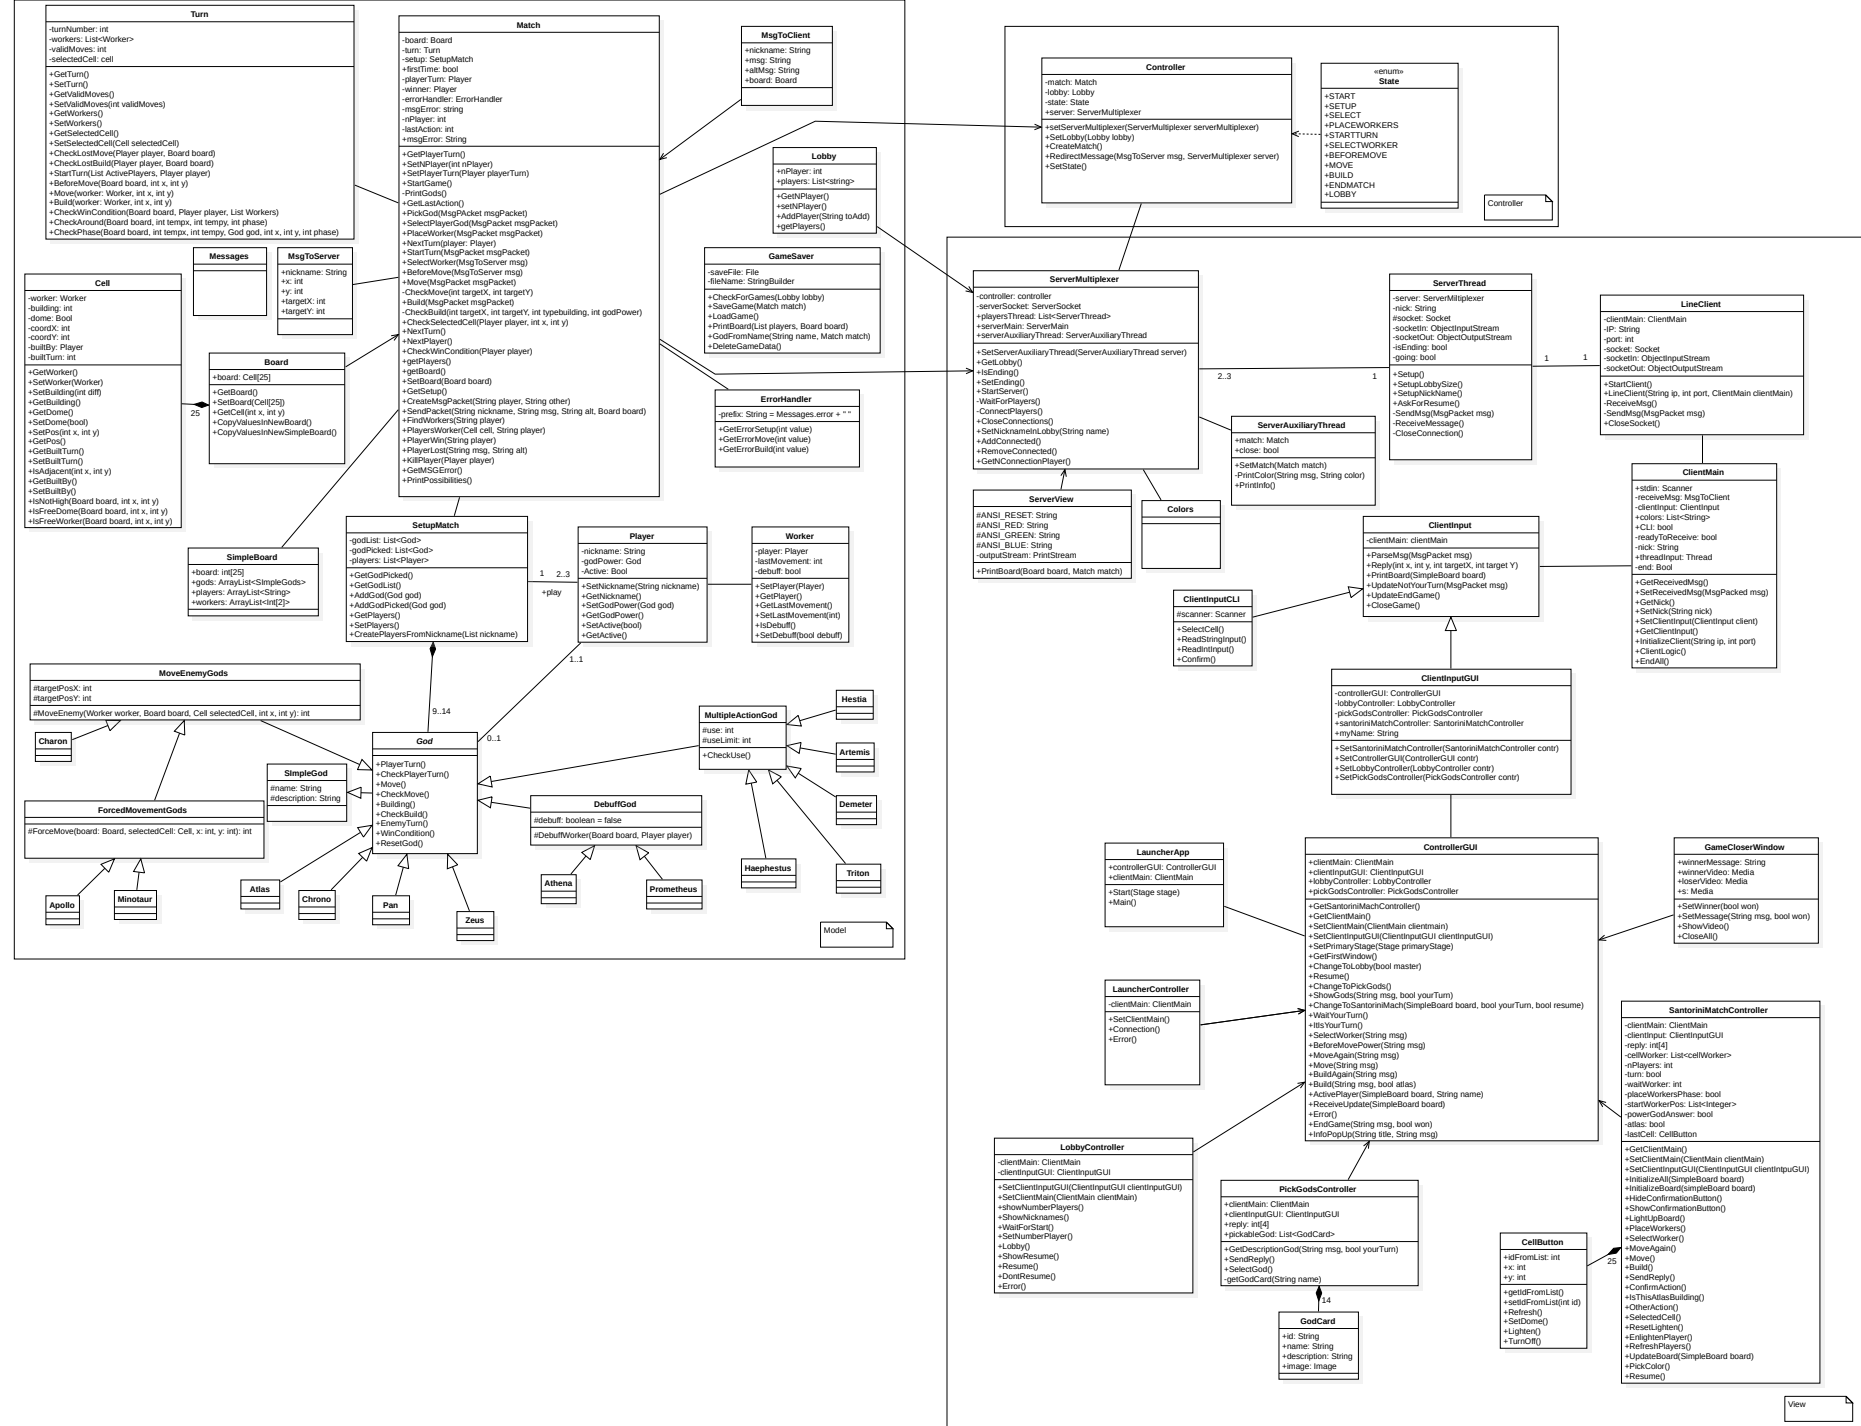 Turn
-turnNumber: int
-workers: List<Worker>
-validMoves: int
-selectedCell: cell
+GetTurn()
+SetTurn()
+GetValidMoves()
+SetValidMoves(int validMoves)
+GetWorkers()
+SetWorkers()
+GetSelectedCell()
+SetSelectedCell(Cell selectedCell)
+CheckLostMove(Player player, Board board)
+CheckLostBuild(Player player, Board board)
+StartTurn(List ActivePlayers, Player player)
+BeforeMove(Board board, int x, int y)
+Move(worker: Worker, int x, int y)
+Build(worker: Worker, int x, int y)
+CheckWinCondition(Board board, Player player, List Workers)
+CheckAround(Board board, int tempx, int tempy, int phase)
+CheckPhase(Board board, int tempx, int tempy, God god, int x, int y, int phase)
Match
-board: Board
-turn: Turn
-setup: SetupMatch
+firstTime: bool
-playerTurn: Player
-winner: Player
-errorHandler: ErrorHandler
-msgError: string
-nPlayer: int
-lastAction: int
+msgError: String
+GetPlayerTurn()
+SetNPlayer(int nPlayer)
+SetPlayerTurn(Player playerTurn)
+StartGame()
-PrintGods()
+GetLastAction()
+PickGod(MsgPAcket msgPacket)
+SelectPlayerGod(MsgPacket msgPacket)
+PlaceWorker(MsgPacket msgPacket)
+NextTurn(player: Player)
+StartTurn(MsgPacket msgPacket)
+SelectWorker(MsgToServer msg)
+BeforeMove(MsgToServer msg)
+Move(MsgPacket msgPacket)
-CheckMove(int targetX, int targetY)
+Build(MsgPacket msgPacket)
-CheckBuild(int targetX, int targetY, int typebuilding, int godPower)
+CheckSelectedCell(Player player, int x, int y)
+NextTurn()
+NextPlayer()
+CheckWinCondition(Player player)
+getPlayers()
+getBoard()
+SetBoard(Board board)
+GetSetup()
+CreateMsgPacket(String player, String other)
+SendPacket(String nickname, String msg, String alt, Board board)
+FindWorkers(String player)
+PlayersWorker(Cell cell, String player)
+PlayerWin(String player)
+PlayerLost(String msg, String alt)
+KillPlayer(Player player)
+GetMSGError()
+PrintPossibilities()
MsgToClient
+nickname: String
+msg: String
+altMsg: String
+board: Board
Lobby
+nPlayer: int
+players: List<string>
+GetNPlayer()
+setNPlayer()
+AddPlayer(String toAdd)
+getPlayers()
GameSaver
-saveFile: File
-fileName: StringBuilder
+CheckForGames(Lobby lobby)
+SaveGame(Match match)
+LoadGame()
+PrintBoard(List players, Board board)
+GodFromName(String name, Match match)
+DeleteGameData()
ErrorHandler
-prefix: String = Messages.error + " "
+GetErrorSetup(int value)
+GetErrorMove(int value)
+GetErrorBuild(int value)
Messages
MsgToServer
+nickname: String
+x: int
+y: int
+targetX: int
+targetY: int
Cell
-worker: Worker
-building: int
-dome: Bool
-coordX: int
-coordY: int
-builtBy: Player
-builtTurn: int
+GetWorker()
+SetWorker(Worker)
+SetBuilding(int diff)
+GetBuilding()
+GetDome()
+SetDome(bool)
+SetPos(int x, int y)
+GetPos()
+GetBuiltTurn()
+SetBuiltTurn()
+IsAdjacent(int x, int y)
+GetBuiltBy()
+SetBuiltBy()
+IsNotHigh(Board board, int x, int y)
+IsFreeDome(Board board, int x, int y)
+IsFreeWorker(Board board, int x, int y)
25
Board
+board: Cell[25]
+GetBoard()
+SetBoard(Cell[25])
+GetCell(int x, int y)
+CopyValuesInNewBoard()
+CopyValuesInNewSimpleBoard()
SimpleBoard
+board: int[25]
+gods: ArrayList<SImpleGods>
+players: ArrayList<String>
+workers: ArrayList<Int[2]>
SetupMatch
-godList: List<God>
-godPicked: List<God>
-players: List<Player>
+GetGodPicked()
+GetGodList()
+AddGod(God god)
+AddGodPicked(God god)
+GetPlayers()
+SetPlayers()
+CreatePlayersFromNickname(List nickname)
1 2..3
+play
Player
-nickname: String
-godPower: God
-Active: Bool
+SetNickname(String nickname)
+GetNickname()
+SetGodPower(God god)
+GetGodPower()
+SetActive(bool)
+GetActive()
Worker
-player: Player
-lastMovement: int
-debuff: bool
+SetPlayer(Player)
+GetPlayer()
+GetLastMovement()
+SetLastMovement(int)
+IsDebuff()
+SetDebuff(bool debuff)
1..1
9..14
0..1
MoveEnemyGods
#targetPosX: int
#targetPosY: int
#MoveEnemy(Worker worker, Board board, Cell selectedCell, int x, int y): int
Charon
ForcedMovementGods
#ForceMove(board: Board, selectedCell: Cell, x: int, y: int): int
Apollo
Minotaur
SImpleGod
#name: String
#description: String
God
+PlayerTurn()
+CheckPlayerTurn()
+Move()
+CheckMove()
+Building()
+CheckBuild()
+EnemyTurn()
+WinCondition()
+ResetGod()
Atlas
Chrono
Pan
Zeus
DebuffGod
#debuff: boolean = false
#DebuffWorker(Board board, Player player)
Athena
Prometheus
MultipleActionGod
#use: int
#useLimit: int
+CheckUse()
Hestia
Artemis
Demeter
Haephestus
Triton
Model
Controller
-match: Match
-lobby: Lobby
-state: State
+server: ServerMultiplexer
+setServerMultiplexer(ServerMultiplexer serverMultiplexer)
+SetLobby(Lobby lobby)
+CreateMatch()
+RedirectMessage(MsgToServer msg, ServerMultiplexer server)
+SetState()
«enum»
State
+START
+SETUP
+SELECT
+PLACEWORKERS
+STARTTURN
+SELECTWORKER
+BEFOREMOVE
+MOVE
+BUILD
+ENDMATCH
+LOBBY
Controller
ServerMultiplexer
-controller: controller
-serverSocket: ServerSocket
+playersThread: List<ServerThread>
+serverMain: ServerMain
+serverAuxiliaryThread: ServerAuxiliaryThread
+SetServerAuxiliaryThread(ServerAuxiliaryThread server)
+GetLobby()
+IsEnding()
+SetEnding()
+StartServer()
-WaitForPlayers()
-ConnectPlayers()
+CloseConnections()
+SetNicknameInLobby(String name)
+AddConnected()
+RemoveConnected()
+GetNConnectionPlayer()
2..3
1
ServerThread
-server: ServerMiltiplexer
-nick: String
#socket: Socket
-socketIn: ObjectInputStream
-socketOut: ObjectOutputStream
-isEnding: bool
-going: bool
+Setup()
+SetupLobbySize()
+SetupNickName()
+AskForResume()
-SendMsg(MsgPacket msg)
-ReceiveMessage()
-CloseConnection()
1
1
LineClient
-clientMain: ClientMain
-IP: String
-port: int
-socket: Socket
-socketIn: ObjectInputStream
-socketOut: ObjectOutputStream
+StartClient()
+LineClient(String ip, int port, ClientMain clientMain)
-ReceiveMsg()
-SendMsg(MsgPacket msg)
+CloseSocket()
ServerAuxiliaryThread
+match: Match
+close: bool
+SetMatch(Match match)
-PrintColor(String msg, String color)
+PrintInfo()
ServerView
#ANSI_RESET: String
#ANSI_RED: String
#ANSI_GREEN: String
#ANSI_BLUE: String
-outputStream: PrintStream
+PrintBoard(Board board, Match match)
Colors
ClientMain
+stdin: Scanner
-receiveMsg: MsgToClient
-clientInput: ClientInput
+colors: List<String>
+CLI: bool
-readyToReceive: bool
-nick: String
+threadInput: Thread
-end: Bool
+GetReceivedMsg()
+SetReceivedMsg(MsgPacked msg)
+GetNick()
+SetNick(String nick)
+SetClientInput(ClientInput client)
+GetClientInput()
+InitializeClient(String ip, int port)
+ClientLogic()
+EndAll()
ClientInput
-clientMain: clientMain
+ParseMsg(MsgPacket msg)
+Reply(int x, int y, int targetX, int target Y)
+PrintBoard(SimpleBoard board)
+UpdateNotYourTurn(MsgPacket msg)
+UpdateEndGame()
+CloseGame()
ClientInputCLI
#scanner: Scanner
+SelectCell()
+ReadStringInput()
+ReadIntInput()
+Confirm()
ClientInputGUI
-controllerGUI: ControllerGUI
-lobbyController: LobbyController
-pickGodsController: PickGodsController
+santoriniMatchController: SantoriniMatchController
+myName: String
+SetSantoriniMatchController(SantoriniMatchController contr)
+SetControllerGUI(ControllerGUI contr)
+SetLobbyController(LobbyController contr)
+SetPickGodsController(PickGodsController contr)
LauncherApp
+controllerGUI: ControllerGUI
+clientMain: ClientMain
+Start(Stage stage)
+Main()
ControllerGUI
+clientMain: ClientMain
+clientInputGUI: ClientInputGUI
+lobbyController: LobbyController
+pickGodsController: PickGodsController
+GetSantoriniMachController()
+GetClientMain()
+SetClientMain(ClientMain clientmain)
+SetClientInputGUI(ClientInputGUI clientInputGUI)
+SetPrimaryStage(Stage primaryStage)
+GetFirstWindow()
+ChangeToLobby(bool master)
+Resume()
+ChangeToPickGods()
+ShowGods(String msg, bool yourTurn)
+ChangeToSantoriniMach(SimpleBoard board, bool yourTurn, bool resume)
+WaitYourTurn()
+ItIsYourTurn()
+SelectWorker(String msg)
+BeforeMovePower(String msg)
+MoveAgain(String msg)
+Move(String msg)
+BuildAgain(String msg)
+Build(String msg, bool atlas)
+ActivePlayer(SimpleBoard board, String name)
+ReceiveUpdate(SimpleBoard board)
+Error()
+EndGame(String msg, bool won)
+InfoPopUp(String title, String msg)
GameCloserWindow
+winnerMessage: String
+winnerVideo: Media
+loserVideo: Media
+s: Media
+SetWinner(bool won)
+SetMessage(String msg, bool won)
+ShowVideo()
+CloseAll()
LauncherController
-clientMain: ClientMain
+SetClientMain()
+Connection()
+Error()
LobbyController
-clientMain: ClientMain
-clientInputGUI: ClientInputGUI
+SetClientInputGUI(ClientInputGUI clientInputGUI)
+SetClientMain(ClientMain clientMain)
+showNumberPlayers()
+ShowNicknames()
+WaitForStart()
+SetNumberPlayer()
+Lobby()
+ShowResume()
+Resume()
+DontResume()
+Error()
PickGodsController
+clientMain: ClientMain
+clientInputGUI: ClientInputGUI
+reply: int[4]
+pickableGod: List<GodCard>
+GetDescriptionGod(String msg, bool yourTurn)
+SendReply()
+SelectGod()
-getGodCard(String name)
14
GodCard
+id: String
+name: String
+description: String
+image: Image
CellButton
+idFromList: int
+x: int
+y: int
+getIdFromList()
+setIdFromList(int id)
+Refresh()
+SetDome()
+Lighten()
+TurnOff()
25
SantoriniMatchController
-clientMain: ClientMain
-clientInput: ClientInputGUI
-reply: int[4]
-cellWorker: List<cellWorker>
-nPlayers: int
-turn: bool
-waitWorker: int
-placeWorkersPhase: bool
-startWorkerPos: List<Integer>
-powerGodAnswer: bool
-atlas: bool
-lastCell: CellButton
+GetClientMain()
+SetClientMain(ClientMain clientMain)
+SetClientInputGUI(ClientInputGUI clientIntpuGUI)
+InitializeAll(SimpleBoard board)
+InitializeBoard(simpleBoard board)
+HideConfirmationButton()
+ShowConfirmationButton()
+LightUpBoard()
+PlaceWorkers()
+SelectWorker()
+MoveAgain()
+Move()
+Build()
+SendReply()
+ConfirmAction()
+IsThisAtlasBuilding()
+OtherAction()
+SelectedCell()
+ResetLighten()
+EnlightenPlayer()
+RefreshPlayers()
+UpdateBoard(SimpleBoard board)
+PickColor()
+Resume()
View